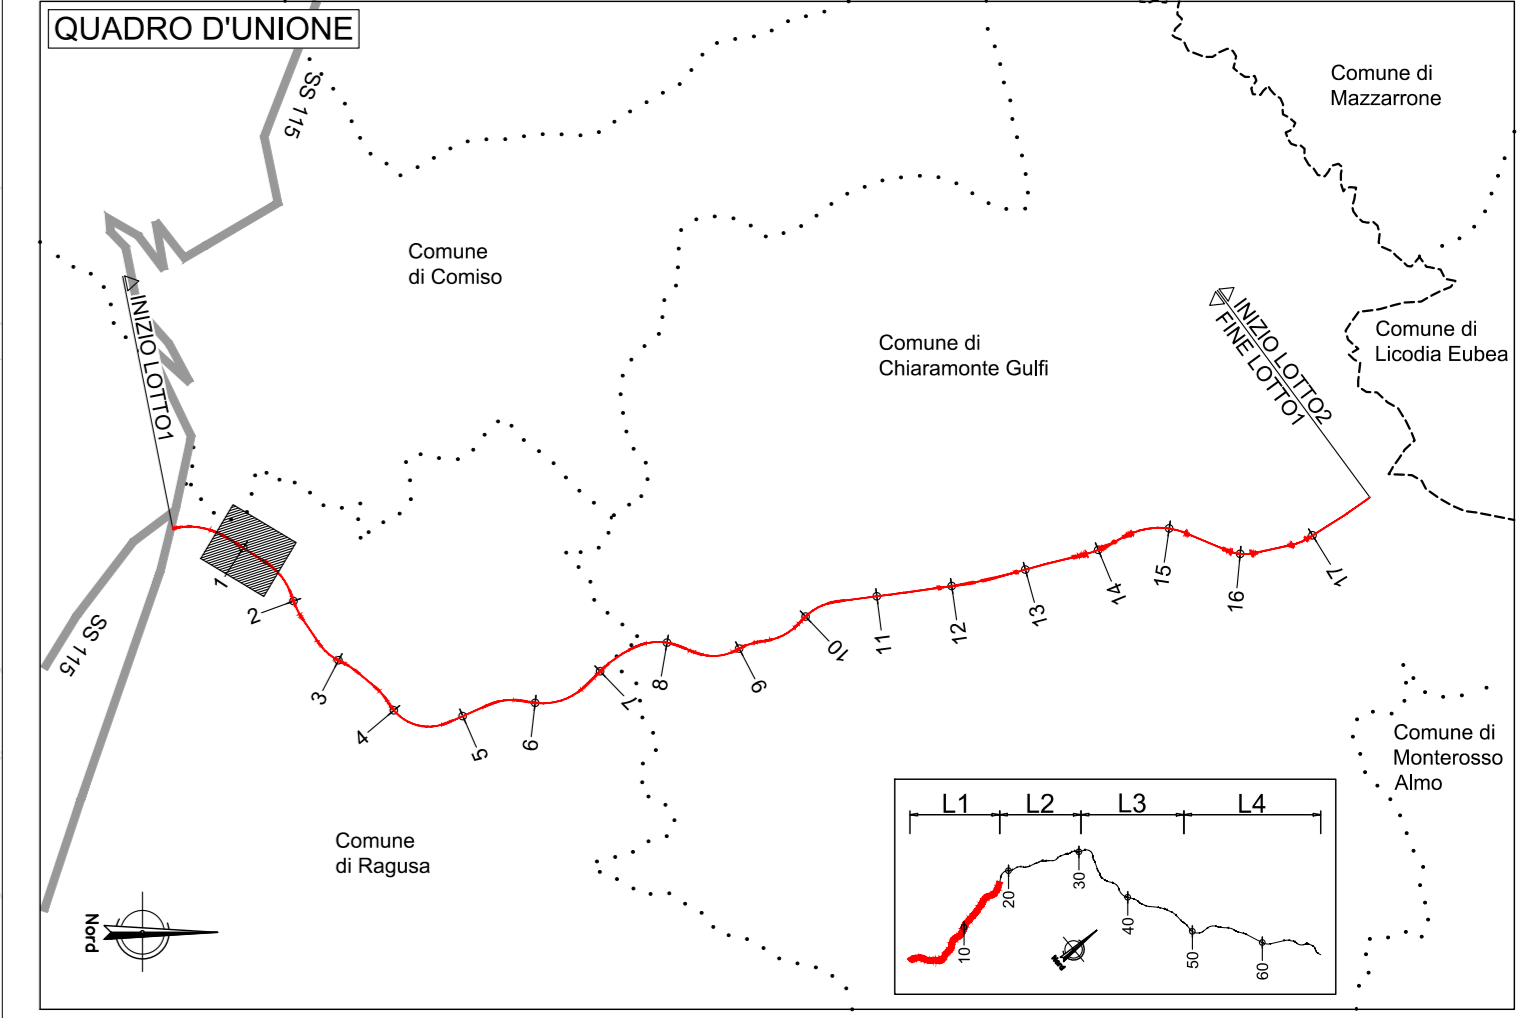 QUADRO D'UNIONE
SS 115
Comune di
Mazzarrone
Comune
di Comiso
INIZIO LOTTO1
Comune di
Chiaramonte Gulfi
INIZIO LOTTO2
FINE LOTTO1
Comune di
Licodia Eubea
1
2
3
4
5
6
7
8
9
10
11
12
13
14
15
16
17
SS 115
Comune di
Monterosso
Almo
Comune
di Ragusa
Nord
L1 L2 L3 L4
10
20
30
40
50
60
Nord